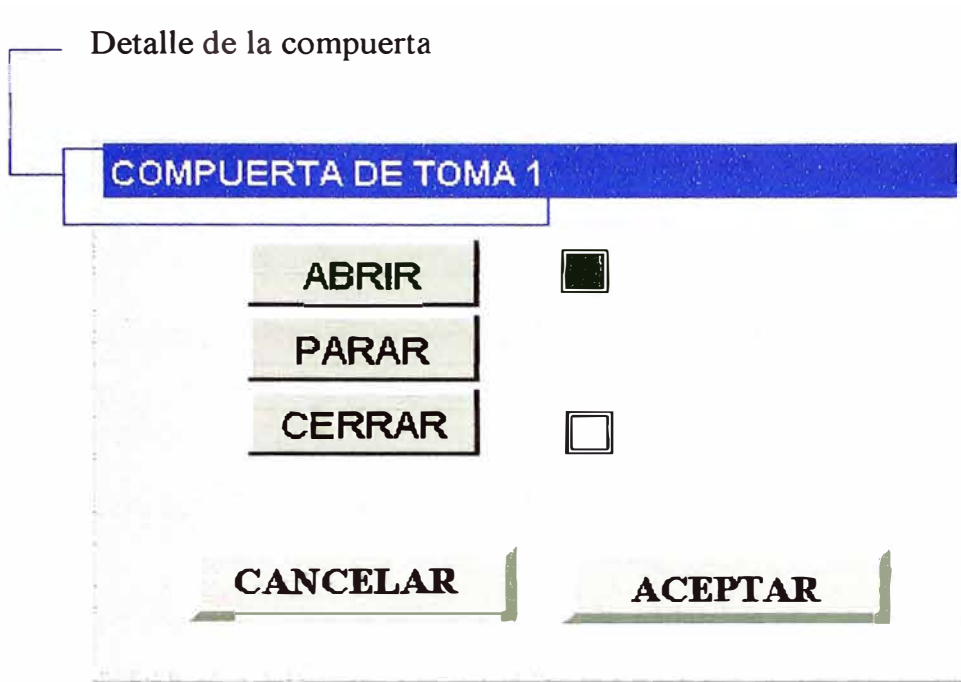 Detalle de la compuerta
COMPUERTA DE TOMA 1
ABRIR
PARAR
CERRAR
CANCELAR
ACEPTAR